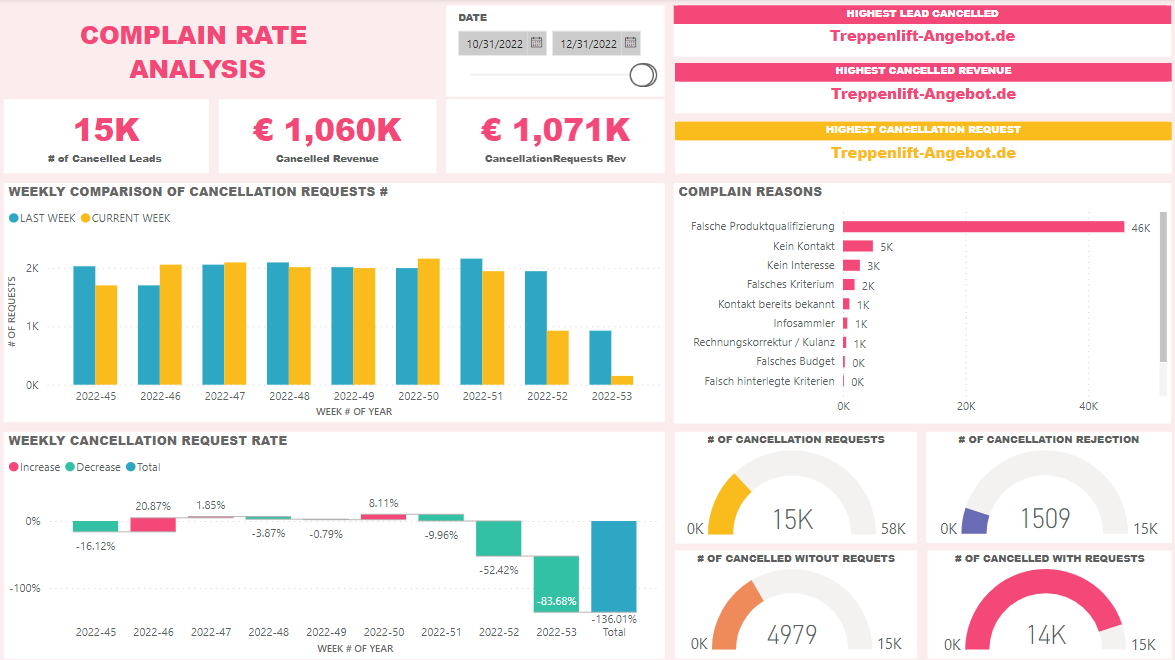 COMPLAIN RATE
ANALYSIS
DATE
10/31/2022 12/31/2022
HIGHEST LEAD CANCELLED
Treppenlift-Angebot.de
HIGHEST CANCELLED REVENUE
Treppenlift-Angebot.de
HIGHEST CANCELLATION REQUEST
Treppenlift-Angebot.de
15K
# of Cancelled Leads
€ 1,060K
Cancelled Revenue
€ 1,071K
CancellationRequests Rev
WEEKLY COMPARISON OF CANCELLATION REQUESTS #
LAST WEEK CURRENT WEEK
# OF REQUESTS
2K
1K
0K
2022-45 2022-46 2022-47 2022-48 2022-49 2022-50 2022-51 2022-52 2022-53
WEEK # OF YEAR
COMPLAIN REASONS
Falsche Produktqualifizierung 46K
Kein Kontakt 5K
Kein Interesse 3K
Falsches Kriterium 2K
Kontakt bereits bekannt 1K
Infosammler 1K
Rechnungskorrektur / Kulanz 1K
Falsches Budget 0K
Falsch hinterlegte Kriterien 0K
0K 20K 40K
WEEKLY CANCELLATION REQUEST RATE
Increase Decrease Total
0%
-100%
-16.12%
20.87%
1.85%
-3.87%
-0.79%
8.11%
-9.96%
-52.42%
-83.68%
-136.01%
2022-45 2022-46 2022-47 2022-48 2022-49 2022-50 2022-51 2022-52 2022-53 Total
WEEK # OF YEAR
# OF CANCELLATION REQUESTS
15K
0K 58K
# OF CANCELLATION REJECTION
1509
0K 15K
# OF CANCELLED WITOUT REQUETS
4979
0K 15K
# OF CANCELLED WITH REQUESTS
14K
0K 15K